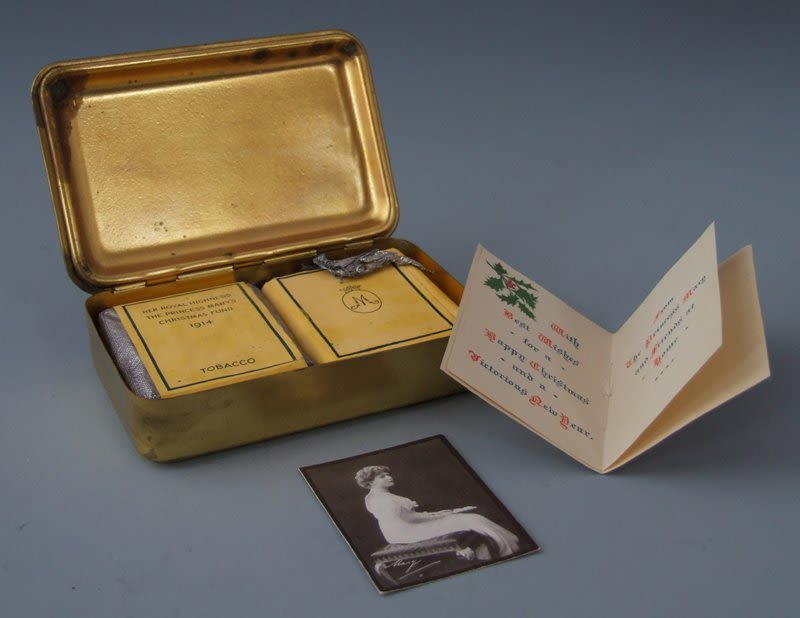 HER ROYAL HIGHNESS
THE PRINCESS MARY'S
CHRISTMAS FUND
1914
TOBACCO
M
With
Best Wishes
- for a -
Happy Christmas
- and a -
Victorious New Year.
From
The Princess Mary
and Friends at
Home
Mary